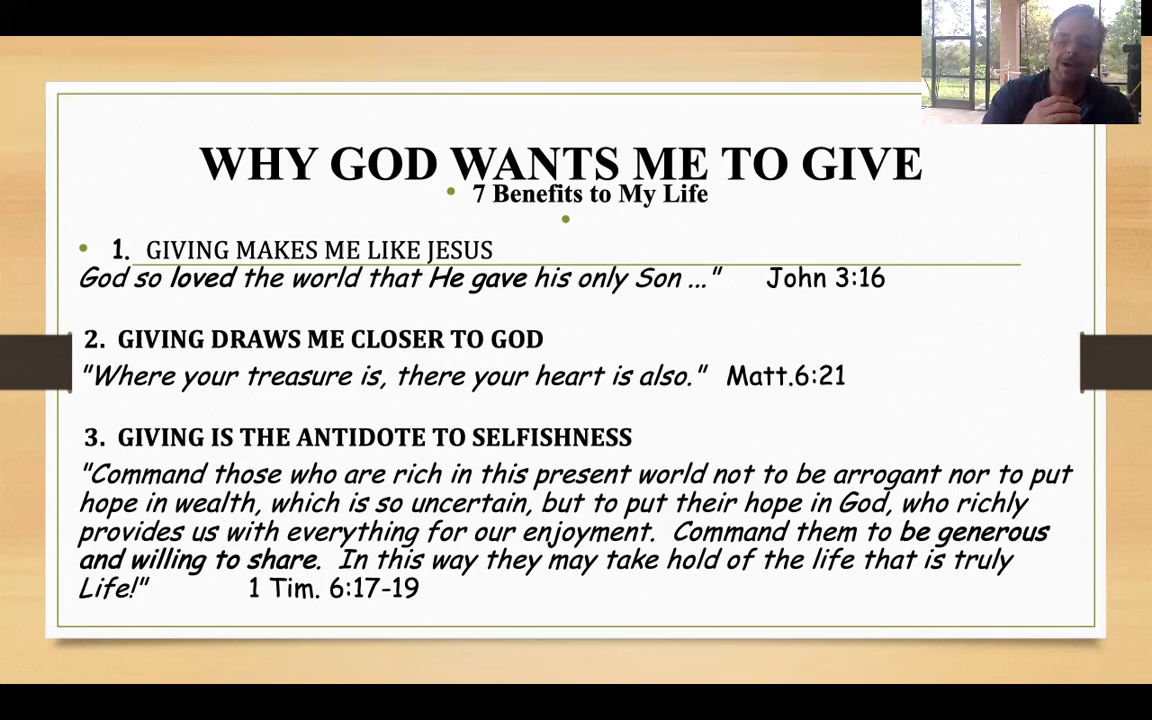 WHY GOD WANTS ME TO GIVE
• 7 Benefits to My Life
•
• 1. GIVING MAKES ME LIKE JESUS
God so loved the world that He gave his only Son ..." John 3:16
2. GIVING DRAWS ME CLOSER TO GOD
"Where your treasure is, there your heart is also." Matt.6:21
3. GIVING IS THE ANTIDOTE TO SELFISHNESS
"Command those who are rich in this present world not to be arrogant nor to put
hope in wealth, which is so uncertain, but to put their hope in God, who richly
provides us with everything for our enjoyment. Command them to be generous
and willing to share. In this way they may take hold of the life that is truly
Life!" 1 Tim. 6:17-19